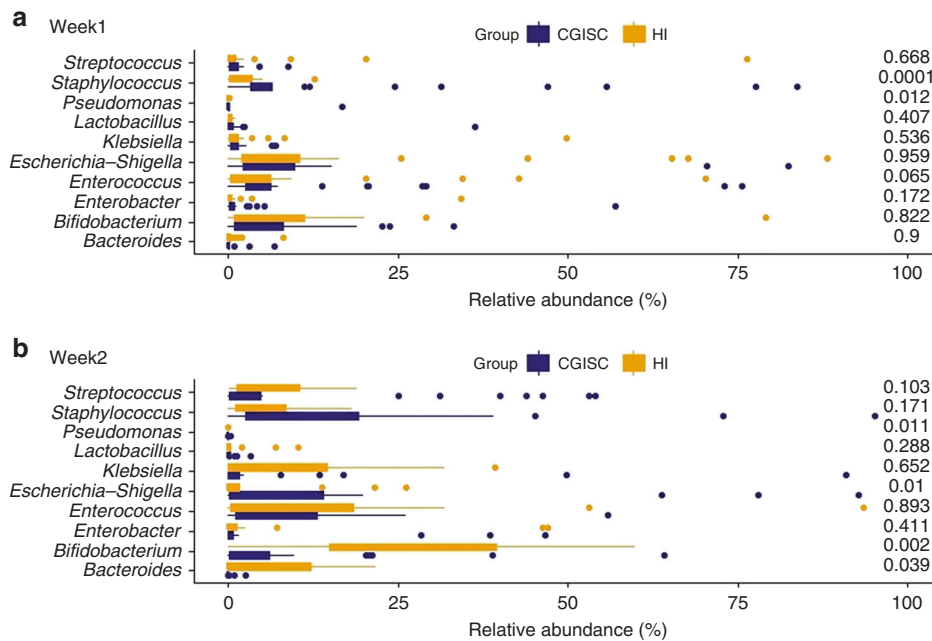 a Week1
Group CGISC HI
Streptococcus 0.668
Staphylococcus 0.0001
Pseudomonas 0.012
Lactobacillus 0.407
Klebsiella 0.536
Escherichia–Shigella 0.959
Enterococcus 0.065
Enterobacter 0.172
Bifidobacterium 0.822
Bacteroides 0.9
0 25 50 75 100
Relative abundance (%)
b Week2
Group CGISC HI
Streptococcus 0.103
Staphylococcus 0.171
Pseudomonas 0.011
Lactobacillus 0.288
Klebsiella 0.652
Escherichia–Shigella 0.01
Enterococcus 0.893
Enterobacter 0.411
Bifidobacterium 0.002
Bacteroides 0.039
0 25 50 75 100
Relative abundance (%)